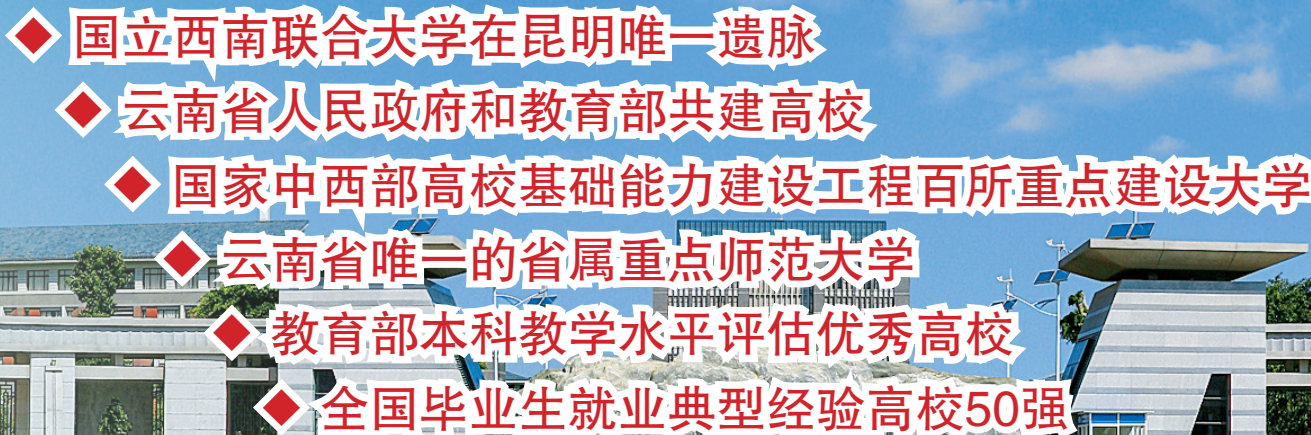 ◆ 国立西南联合大学在昆明唯一遗脉
◆ 云南省人民政府和教育部共建高校
◆ 国家中西部高校基础能力建设工程百所重点建设大学
◆ 云南省唯一的省属重点师范大学
◆ 教育部本科教学水平评估优秀高校
◆ 全国毕业生就业典型经验高校50强